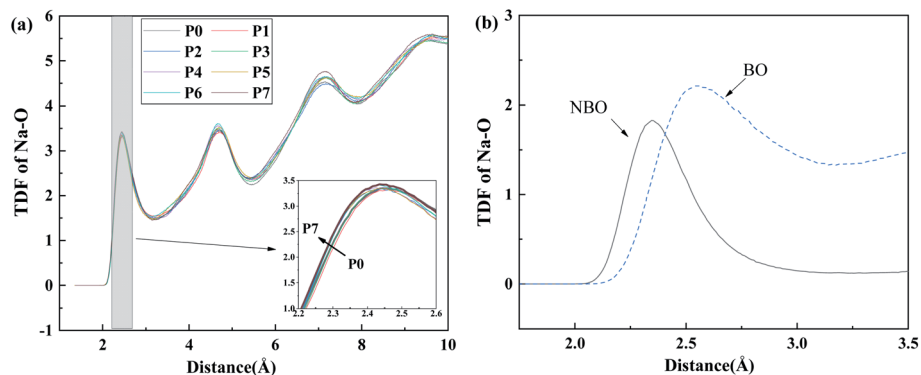 (a)
TDF of Na-O
6
5
4
3
2
1
0
-1
P0 P1
P2 P3
P4 P5
P6 P7
3.5
3.0
2.5
2.0
1.5
1.0
P7
P0
2.2 2.3 2.4 2.5 2.6
2 4 6 8 10
Distance(Å)
(b)
TDF of Na-O
3
2
1
0
NBO
BO
2.0 2.5 3.0 3.5
Distance(Å)